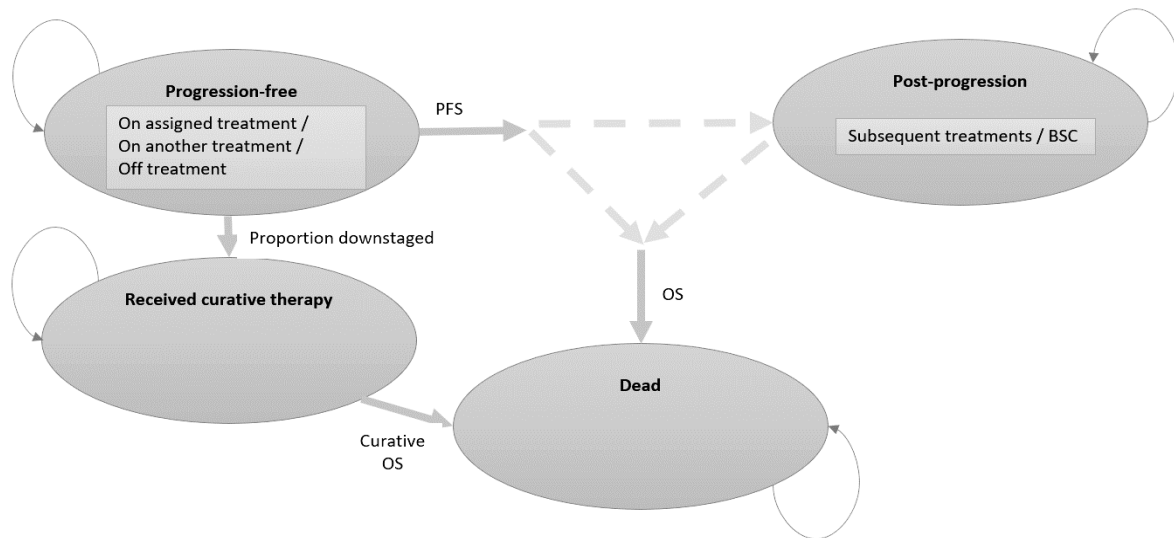 Progression-free
On assigned treatment /
On another treatment /
Off treatment
PFS
Post-progression
Subsequent treatments / BSC
Proportion downstaged
Received curative therapy
OS
Dead
Curative
OS